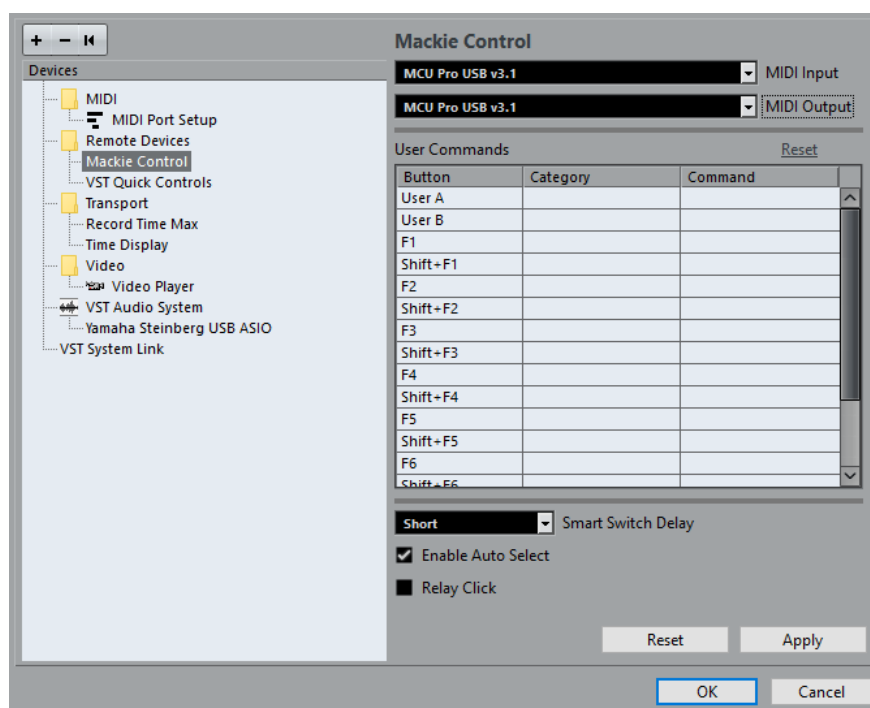 + −
Mackie Control
Devices
MCU Pro USB v3.1 MIDI Input
MCU Pro USB v3.1 MIDI Output
MIDI
MIDI Port Setup
Remote Devices
Mackie Control
VST Quick Controls
Transport
Record Time Max
Time Display
Video
Video Player
VST Audio System
Yamaha Steinberg USB ASIO
VST System Link
User Commands Reset
Button Category Command
User A
User B
F1
Shift+F1
F2
Shift+F2
F3
Shift+F3
F4
Shift+F4
F5
Shift+F5
F6
Shift+F6
Short Smart Switch Delay
Enable Auto Select
Relay Click
Reset Apply
OK Cancel